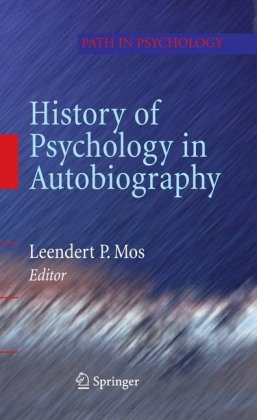 PATH IN PSYCHOLOGY
History of
Psychology in
Autobiography
Leendert P. Mos
Editor
Springer